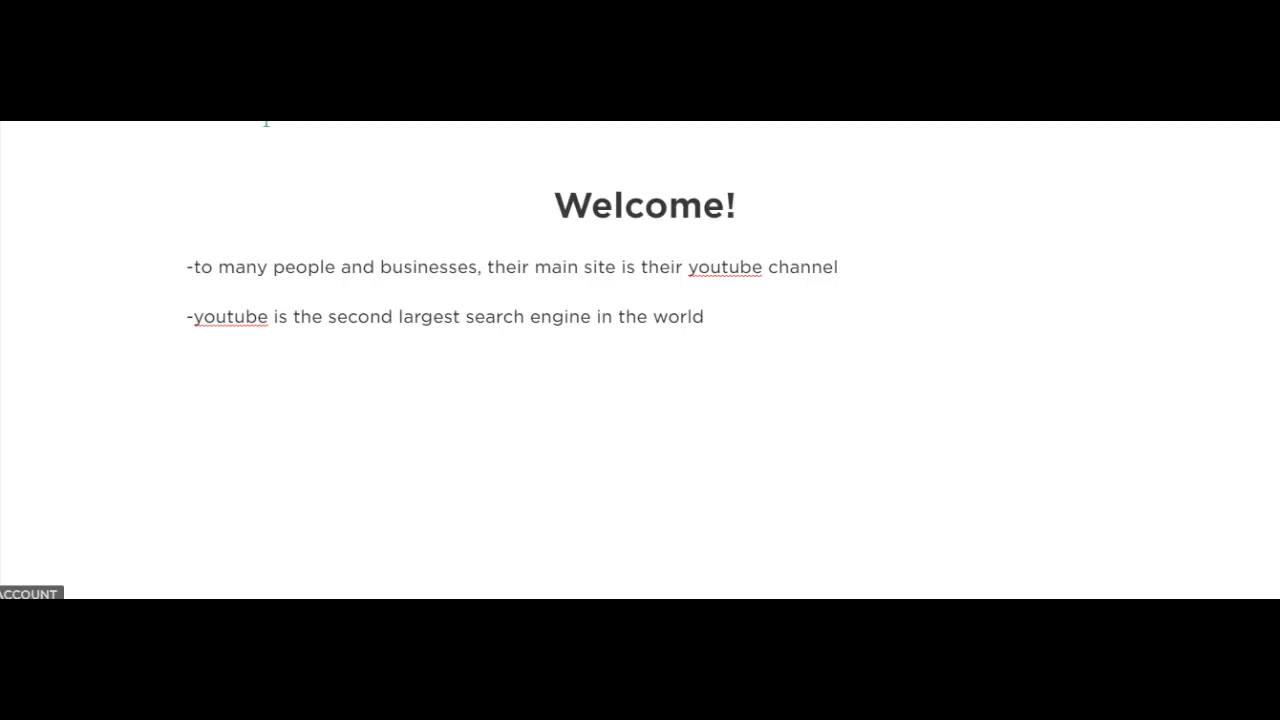 Welcome!
-to many people and businesses, their main site is their youtube channel
-youtube is the second largest search engine in the world
ACCOUNT